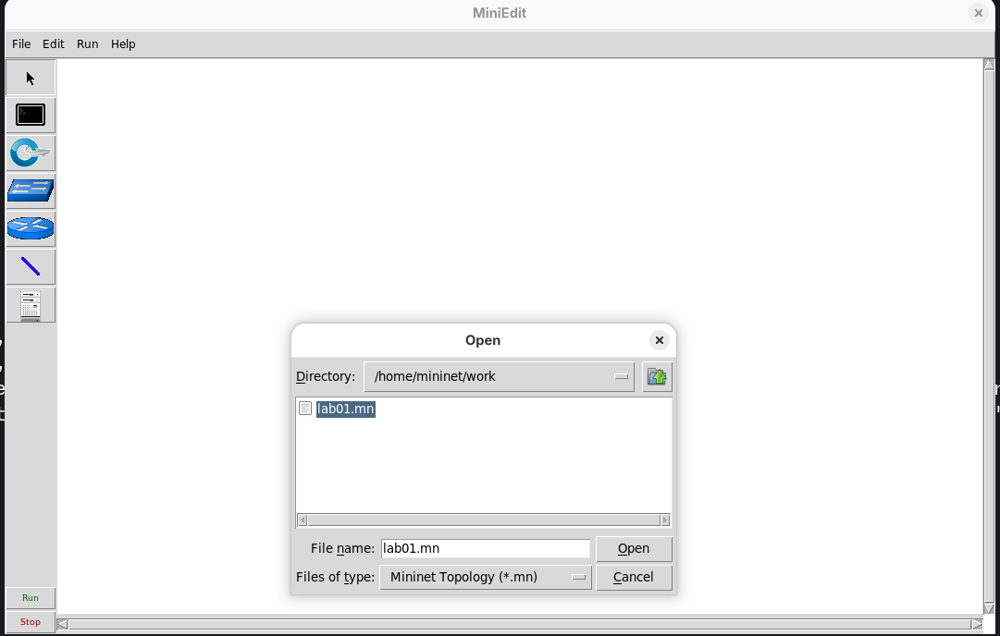 MiniEdit
File Edit Run Help
Open
Directory: /home/mininet/work
lab01.mn
File name: lab01.mn Open
Files of type: Mininet Topology (*.mn) Cancel
Run
Stop